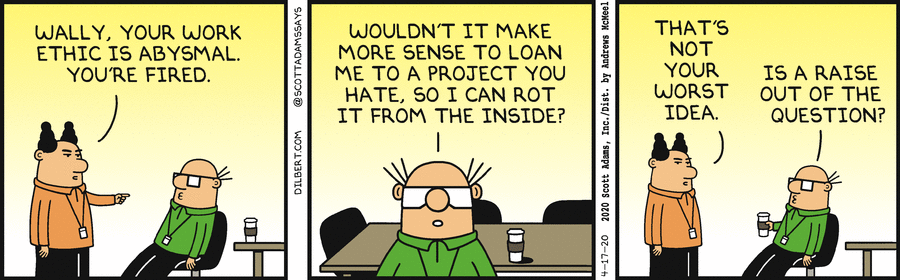 WALLY, YOUR WORK
ETHIC IS ABYSMAL.
YOU'RE FIRED.
DILBERT.COM @SCOTTADAMSSAYS
WOULDN'T IT MAKE
MORE SENSE TO LOAN
ME TO A PROJECT YOU
HATE, SO I CAN ROT
IT FROM THE INSIDE?
4-17-20 2020 Scott Adams, Inc./Dist. by Andrews McMeel
THAT'S
NOT
YOUR
WORST
IDEA.
IS A RAISE
OUT OF THE
QUESTION?